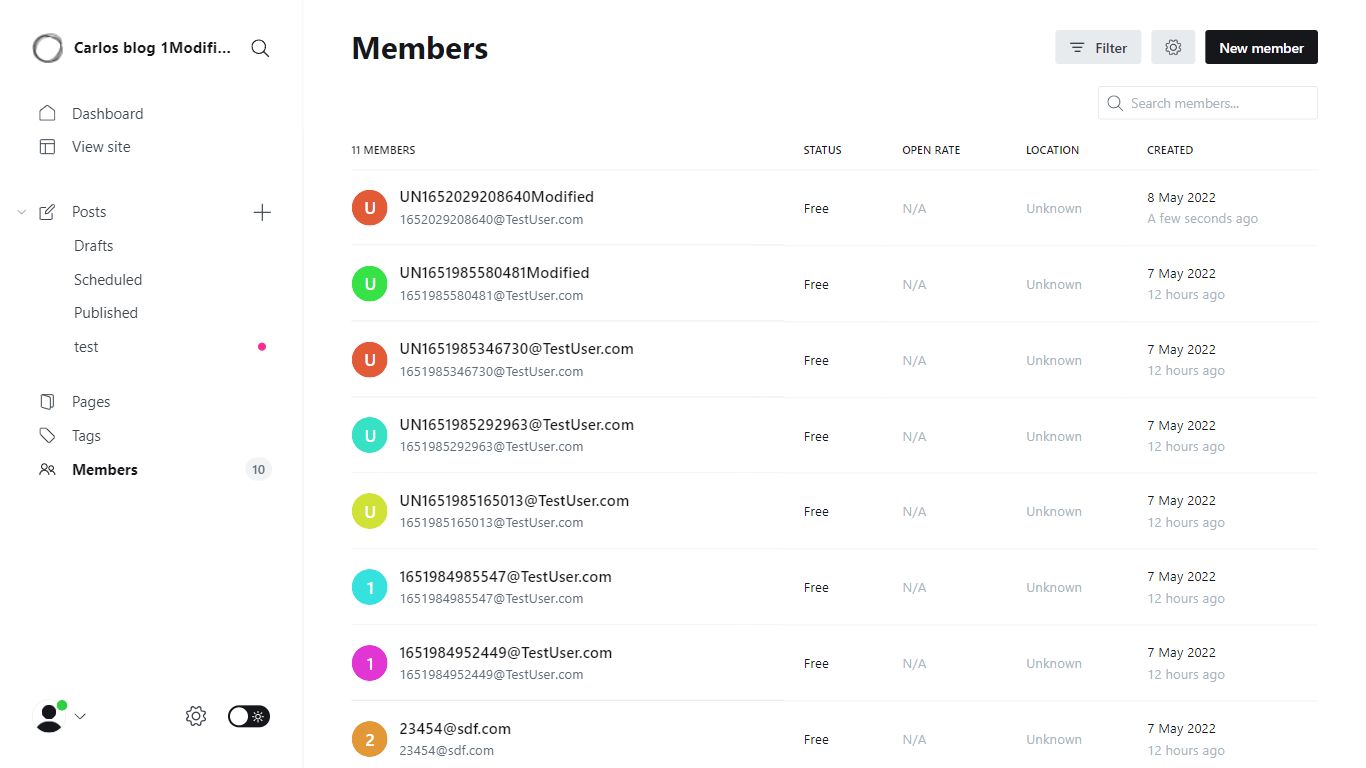 Carlos blog 1Modifi...
Dashboard
View site
Posts
Drafts
Scheduled
Published
test
Pages
Tags
Members 10
Members
Filter
New member
Search members...
11 MEMBERS STATUS OPEN RATE LOCATION CREATED
U UN1652029208640Modified
1652029208640@TestUser.com
Free N/A Unknown
8 May 2022
A few seconds ago
U UN1651985580481Modified
1651985580481@TestUser.com
Free N/A Unknown
7 May 2022
12 hours ago
U UN1651985346730@TestUser.com
1651985346730@TestUser.com
Free N/A Unknown
7 May 2022
12 hours ago
U UN1651985292963@TestUser.com
1651985292963@TestUser.com
Free N/A Unknown
7 May 2022
12 hours ago
U UN1651985165013@TestUser.com
1651985165013@TestUser.com
Free N/A Unknown
7 May 2022
12 hours ago
1 1651984985547@TestUser.com
1651984985547@TestUser.com
Free N/A Unknown
7 May 2022
12 hours ago
1 1651984952449@TestUser.com
1651984952449@TestUser.com
Free N/A Unknown
7 May 2022
12 hours ago
2 23454@sdf.com
23454@sdf.com
Free N/A Unknown
7 May 2022
12 hours ago